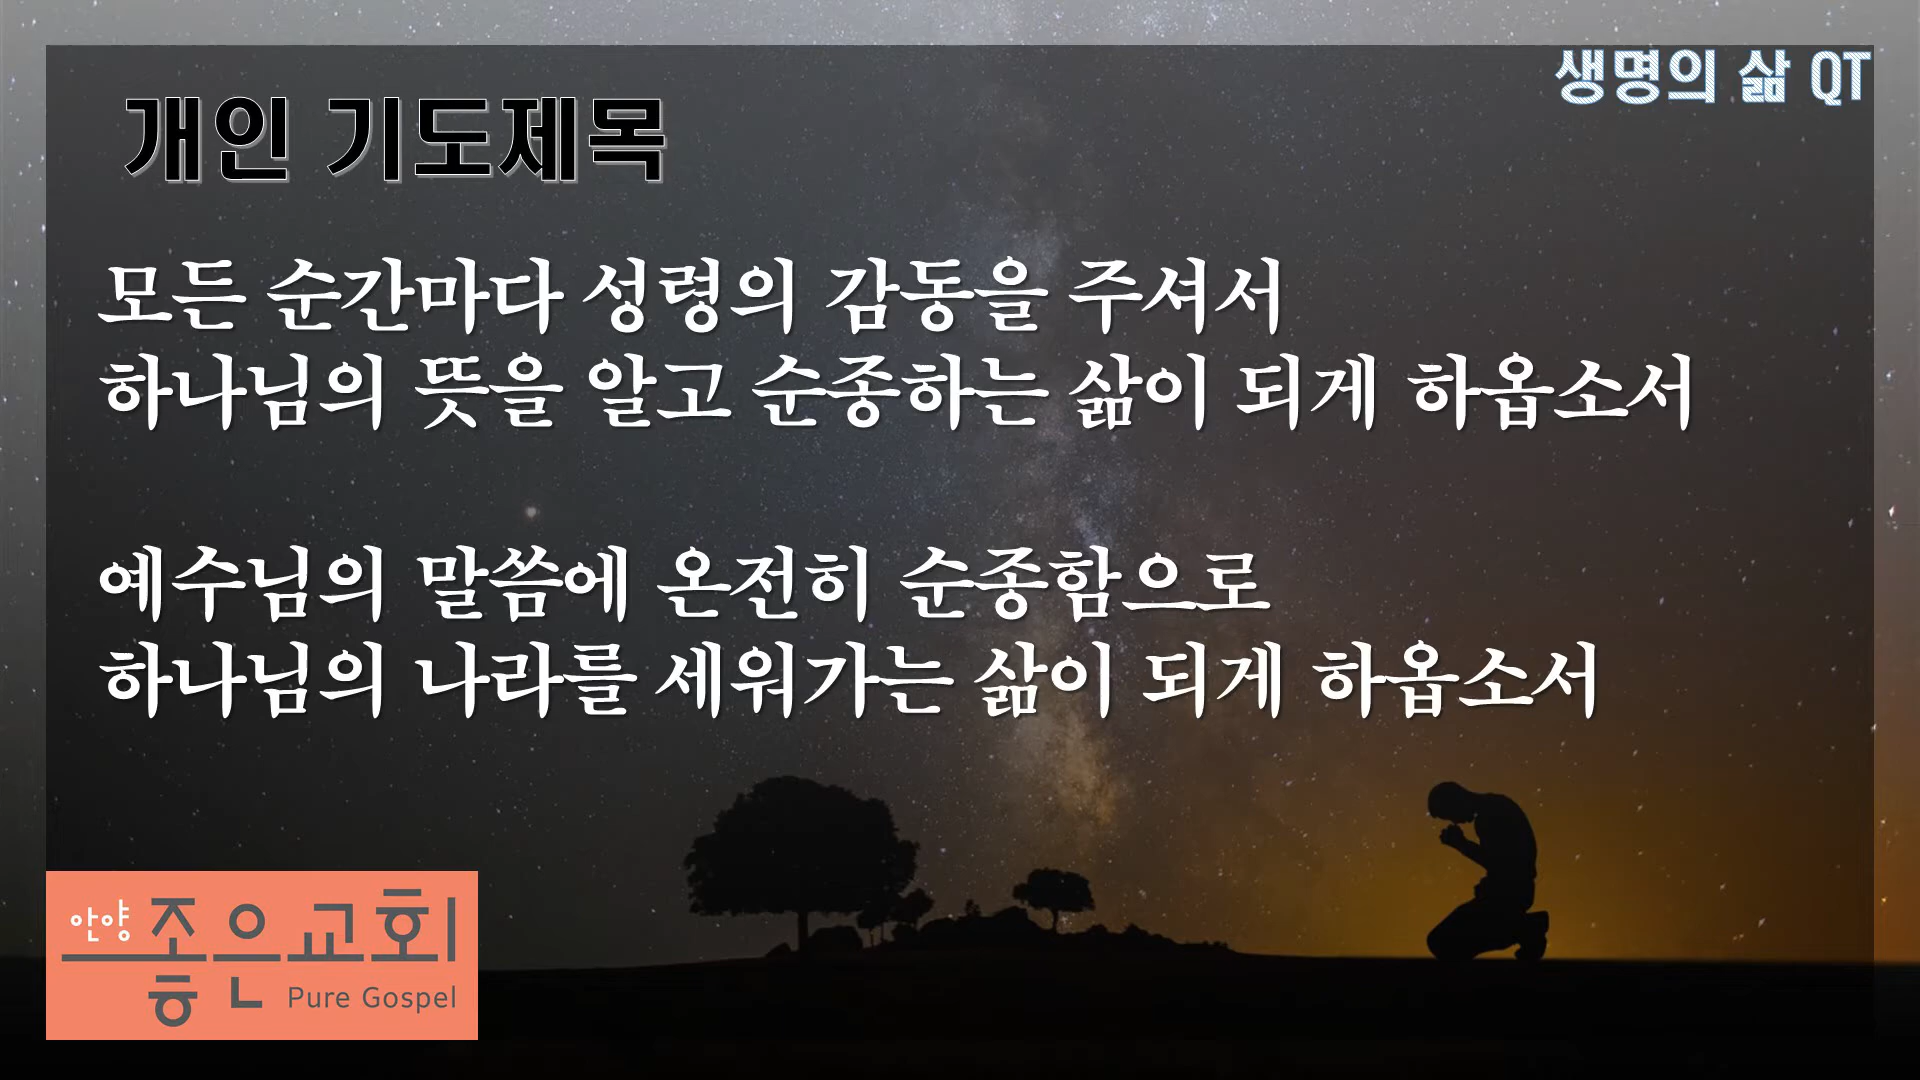 생명의 삶 QT
개인 기도제목
모든 순간마다 성령의 감동을 주셔서
하나님의 뜻을 알고 순종하는 삶이 되게 하옵소서
예수님의 말씀에 온전히 순종함으로
하나님의 나라를 세워가는 삶이 되게 하옵소서
안양 좋은교회
Pure Gospel